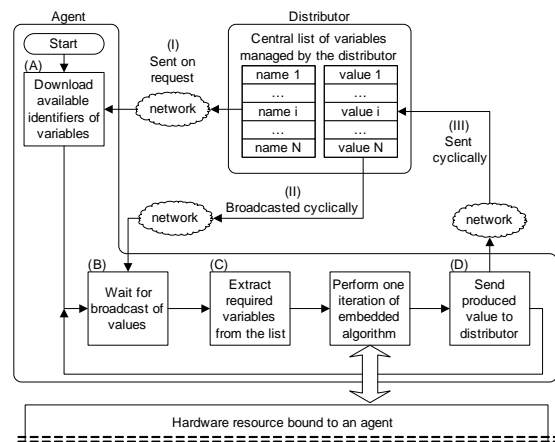 Agent
Distributor
Start
(A)
Download
available
identifiers of
variables
(I)
Sent on
request
network
Central list of variables
managed by the distributor
name 1
...
name i
...
name N
value 1
...
value i
...
value N
(III)
Sent
cyclically
(II)
Broadcasted cyclically
network
network
(B)
Wait for
broadcast of
values
(C)
Extract
required
variables
from the list
Perform one
iteration of
embedded
algorithm
(D)
Send
produced
value to
distributor
Hardware resource bound to an agent